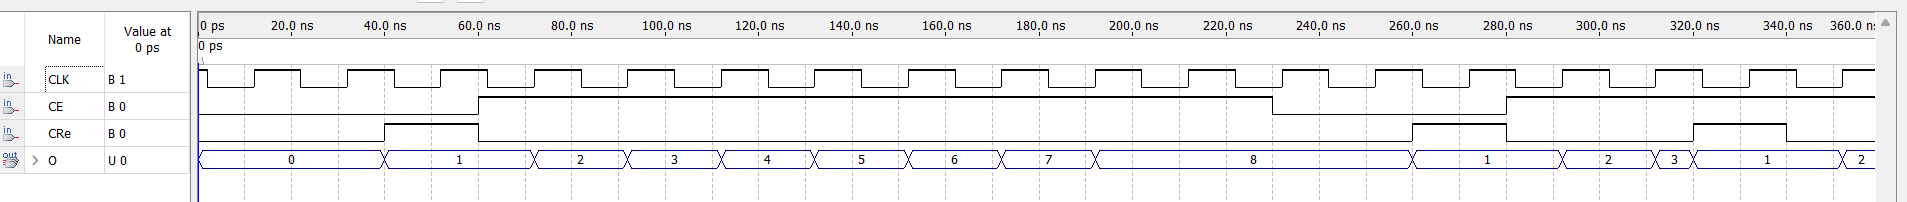 Name Value at 0 ps
0 ps 20.0 ns 40.0 ns 60.0 ns 80.0 ns 100.0 ns 120.0 ns 140.0 ns 160.0 ns 180.0 ns 200.0 ns 220.0 ns 240.0 ns 260.0 ns 280.0 ns 300.0 ns 320.0 ns 340.0 ns 360.0 ns
0 ps
in CLK B 1
in CE B 0
in CRe B 0
out > O U 0 0 1 2 3 4 5 6 7 8 1 2 3 1 2